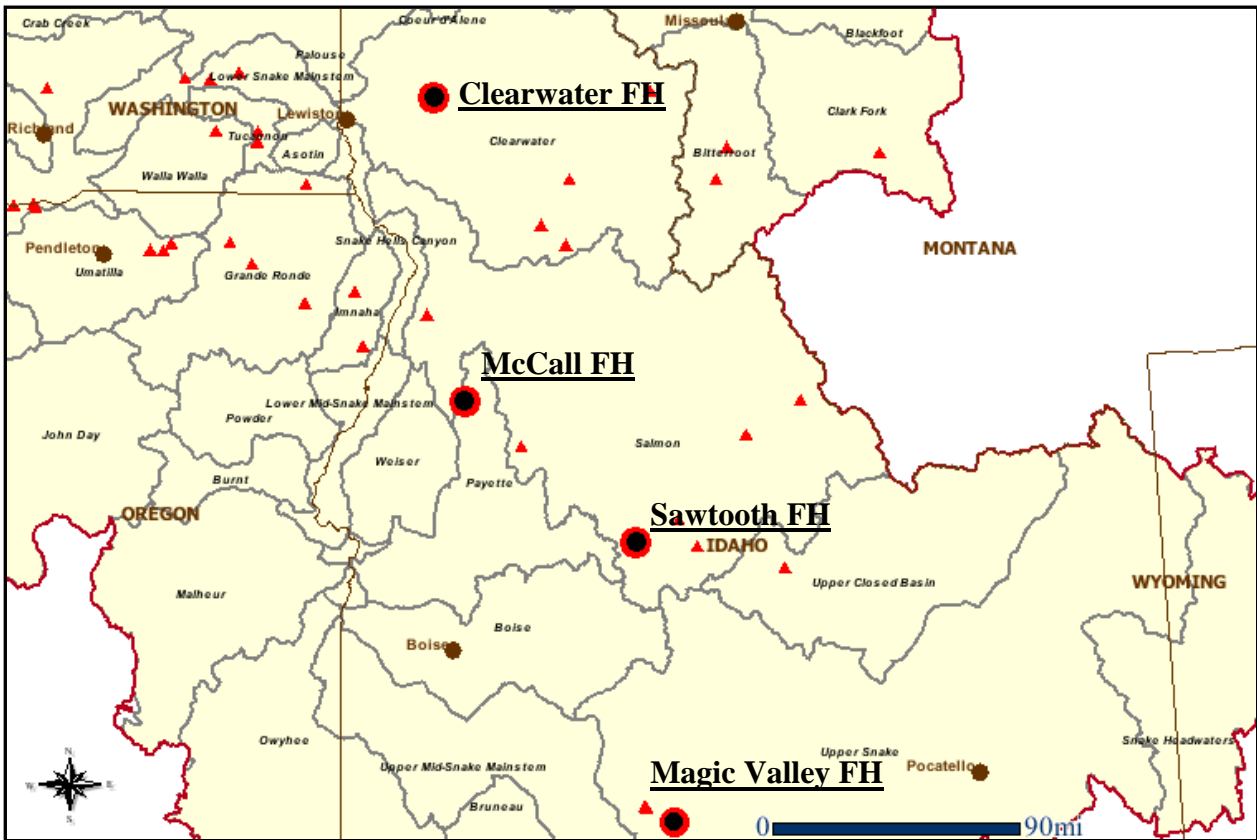 Crab Creek
Coeur d'Alene
Missoula
Blackfoot
Palouse
Lower Snake Mainstem
Clearwater FH
WASHINGTON
Lewiston
Clark Fork
Richland
Tucannon
Clearwater
Asotin
Bitterroot
Walla Walla
Snake Hells Canyon
MONTANA
Pendleton
Umatilla
Grande Ronde
Imnaha
McCall FH
Lower Mid-Snake Mainstem
Powder
John Day
Salmon
Weiser
Burnt
Payette
OREGON
Sawtooth FH
IDAHO
Upper Closed Basin
WYOMING
Malheur
Boise
Boise
Owyhee
Snake Headwaters
Upper Snake
Upper Mid-Snake Mainstem
Magic Valley FH
Pocatello
Bruneau
N
W
E
S
0 90mi